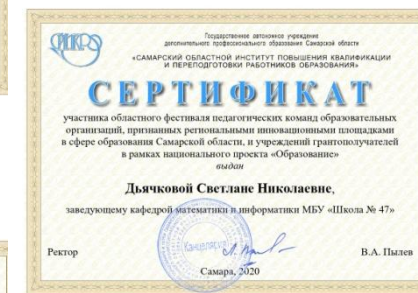 СИПКРО
Государственное автономное учреждение
дополнительного профессионального образования Самарской области
«САМАРСКИЙ ОБЛАСТНОЙ ИНСТИТУТ ПОВЫШЕНИЯ КВАЛИФИКАЦИИ
И ПЕРЕПОДГОТОВКИ РАБОТНИКОВ ОБРАЗОВАНИЯ»
СЕРТИФИКАТ
участника областного фестиваля педагогических команд образовательных
организаций, признанных региональными инновационными площадками
в сфере образования Самарской области, и учреждений грантополучателей
в рамках национального проекта «Образование»
выдан
Дьячковой Светлане Николаевне,
заведующему кафедрой математики и информатики МБУ «Школа № 47»
Канцелярия
Ректор
В.А. Пылев
Самара, 2020